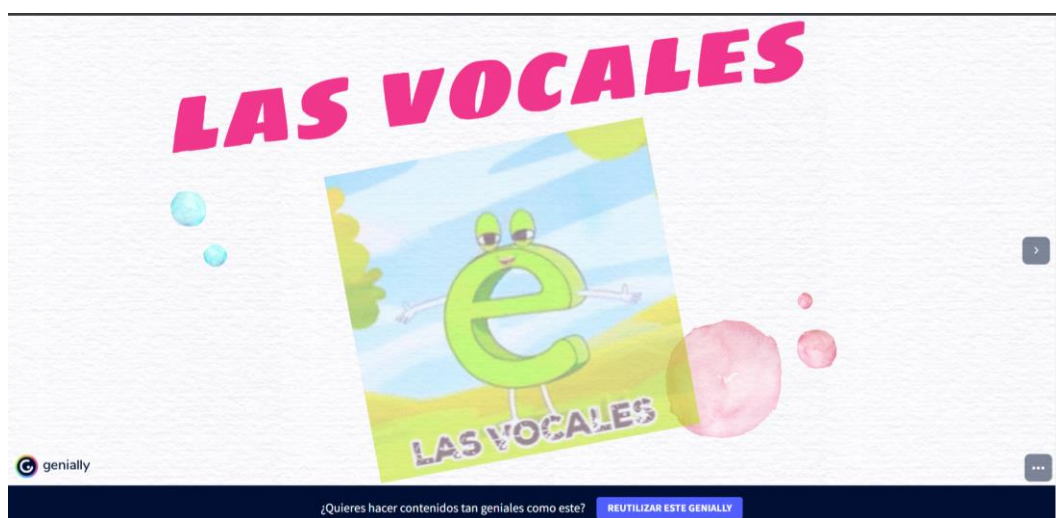 LAS VOCALES
e
LAS VOCALES
genially
¿Quieres hacer contenidos tan geniales como este? REUTILIZAR ESTE GENIALLY